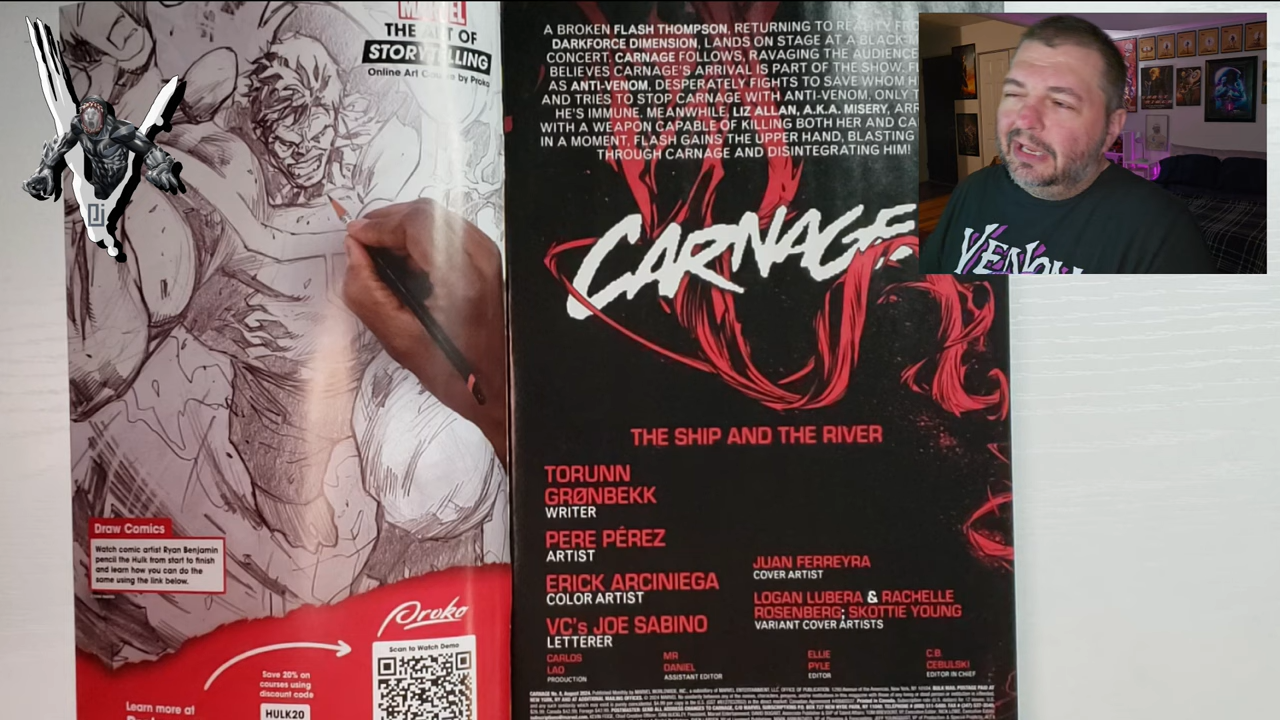 MARVEL
THE ART OF
STORYTELLING
Online Art Course by Proko
Draw Comics
Watch comic artist Ryan Benjamin
pencil the Hulk from start to finish
and learn how you can do the
same using the link below.
Proko
Scan to Watch Demo
Save 20% on
courses using
discount code
HULK20
Learn more at
A BROKEN FLASH THOMPSON, RETURNING TO REALITY FRO
DARKFORCE DIMENSION, LANDS ON STAGE AT A BLACK M
CONCERT. CARNAGE FOLLOWS, RAVAGING THE AUDIENCE
BELIEVES CARNAGE'S ARRIVAL IS PART OF THE SHOW. FL
AS ANTI-VENOM, DESPERATELY FIGHTS TO SAVE WHOM H
AND TRIES TO STOP CARNAGE WITH ANTI-VENOM, ONLY T
HE'S IMMUNE. MEANWHILE, LIZ ALLAN, A.K.A. MISERY, ARR
WITH A WEAPON CAPABLE OF KILLING BOTH HER AND CA
IN A MOMENT, FLASH GAINS THE UPPER HAND, BLASTING
THROUGH CARNAGE AND DISINTEGRATING HIM!
CARNAGE
THE SHIP AND THE RIVER
TORUNN
GRØNBEKK
WRITER
PERE PÉREZ
ARTIST
ERICK ARCINIEGA
COLOR ARTIST
VC's JOE SABINO
LETTERER
JUAN FERREYRA
COVER ARTIST
LOGAN LUBERA & RACHELLE
ROSENBERG; SKOTTIE YOUNG
VARIANT COVER ARTISTS
CARLOS
LAO
PRODUCTION
MR
DANIEL
ASSISTANT EDITOR
ELLIE
PYLE
EDITOR
C.B.
CEBULSKI
EDITOR IN CHIEF
VENOM